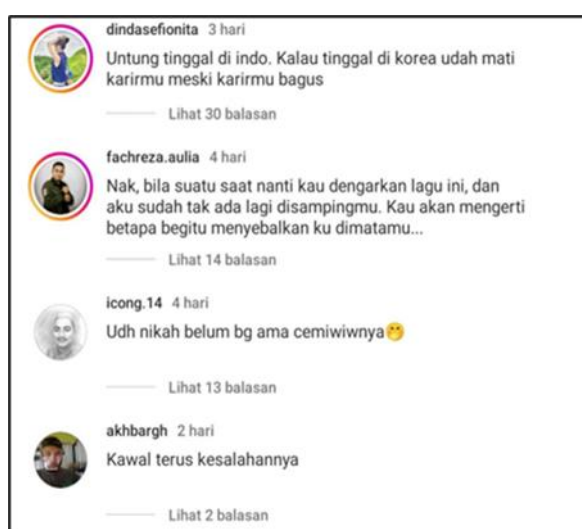 dindasefionita 3 hari
Untung tinggal di indo. Kalau tinggal di korea udah mati
karirmu meski karirmu bagus
Lihat 30 balasan
fachreza.aulia 4 hari
Nak, bila suatu saat nanti kau dengarkan lagu ini, dan
aku sudah tak ada lagi disampingmu. Kau akan mengerti
betapa begitu menyebalkan ku dimatamu...
Lihat 14 balasan
icong.14 4 hari
Udh nikah belum bg ama cemiwiwnya🤭
Lihat 13 balasan
akhbargh 2 hari
Kawal terus kesalahannya
Lihat 2 balasan